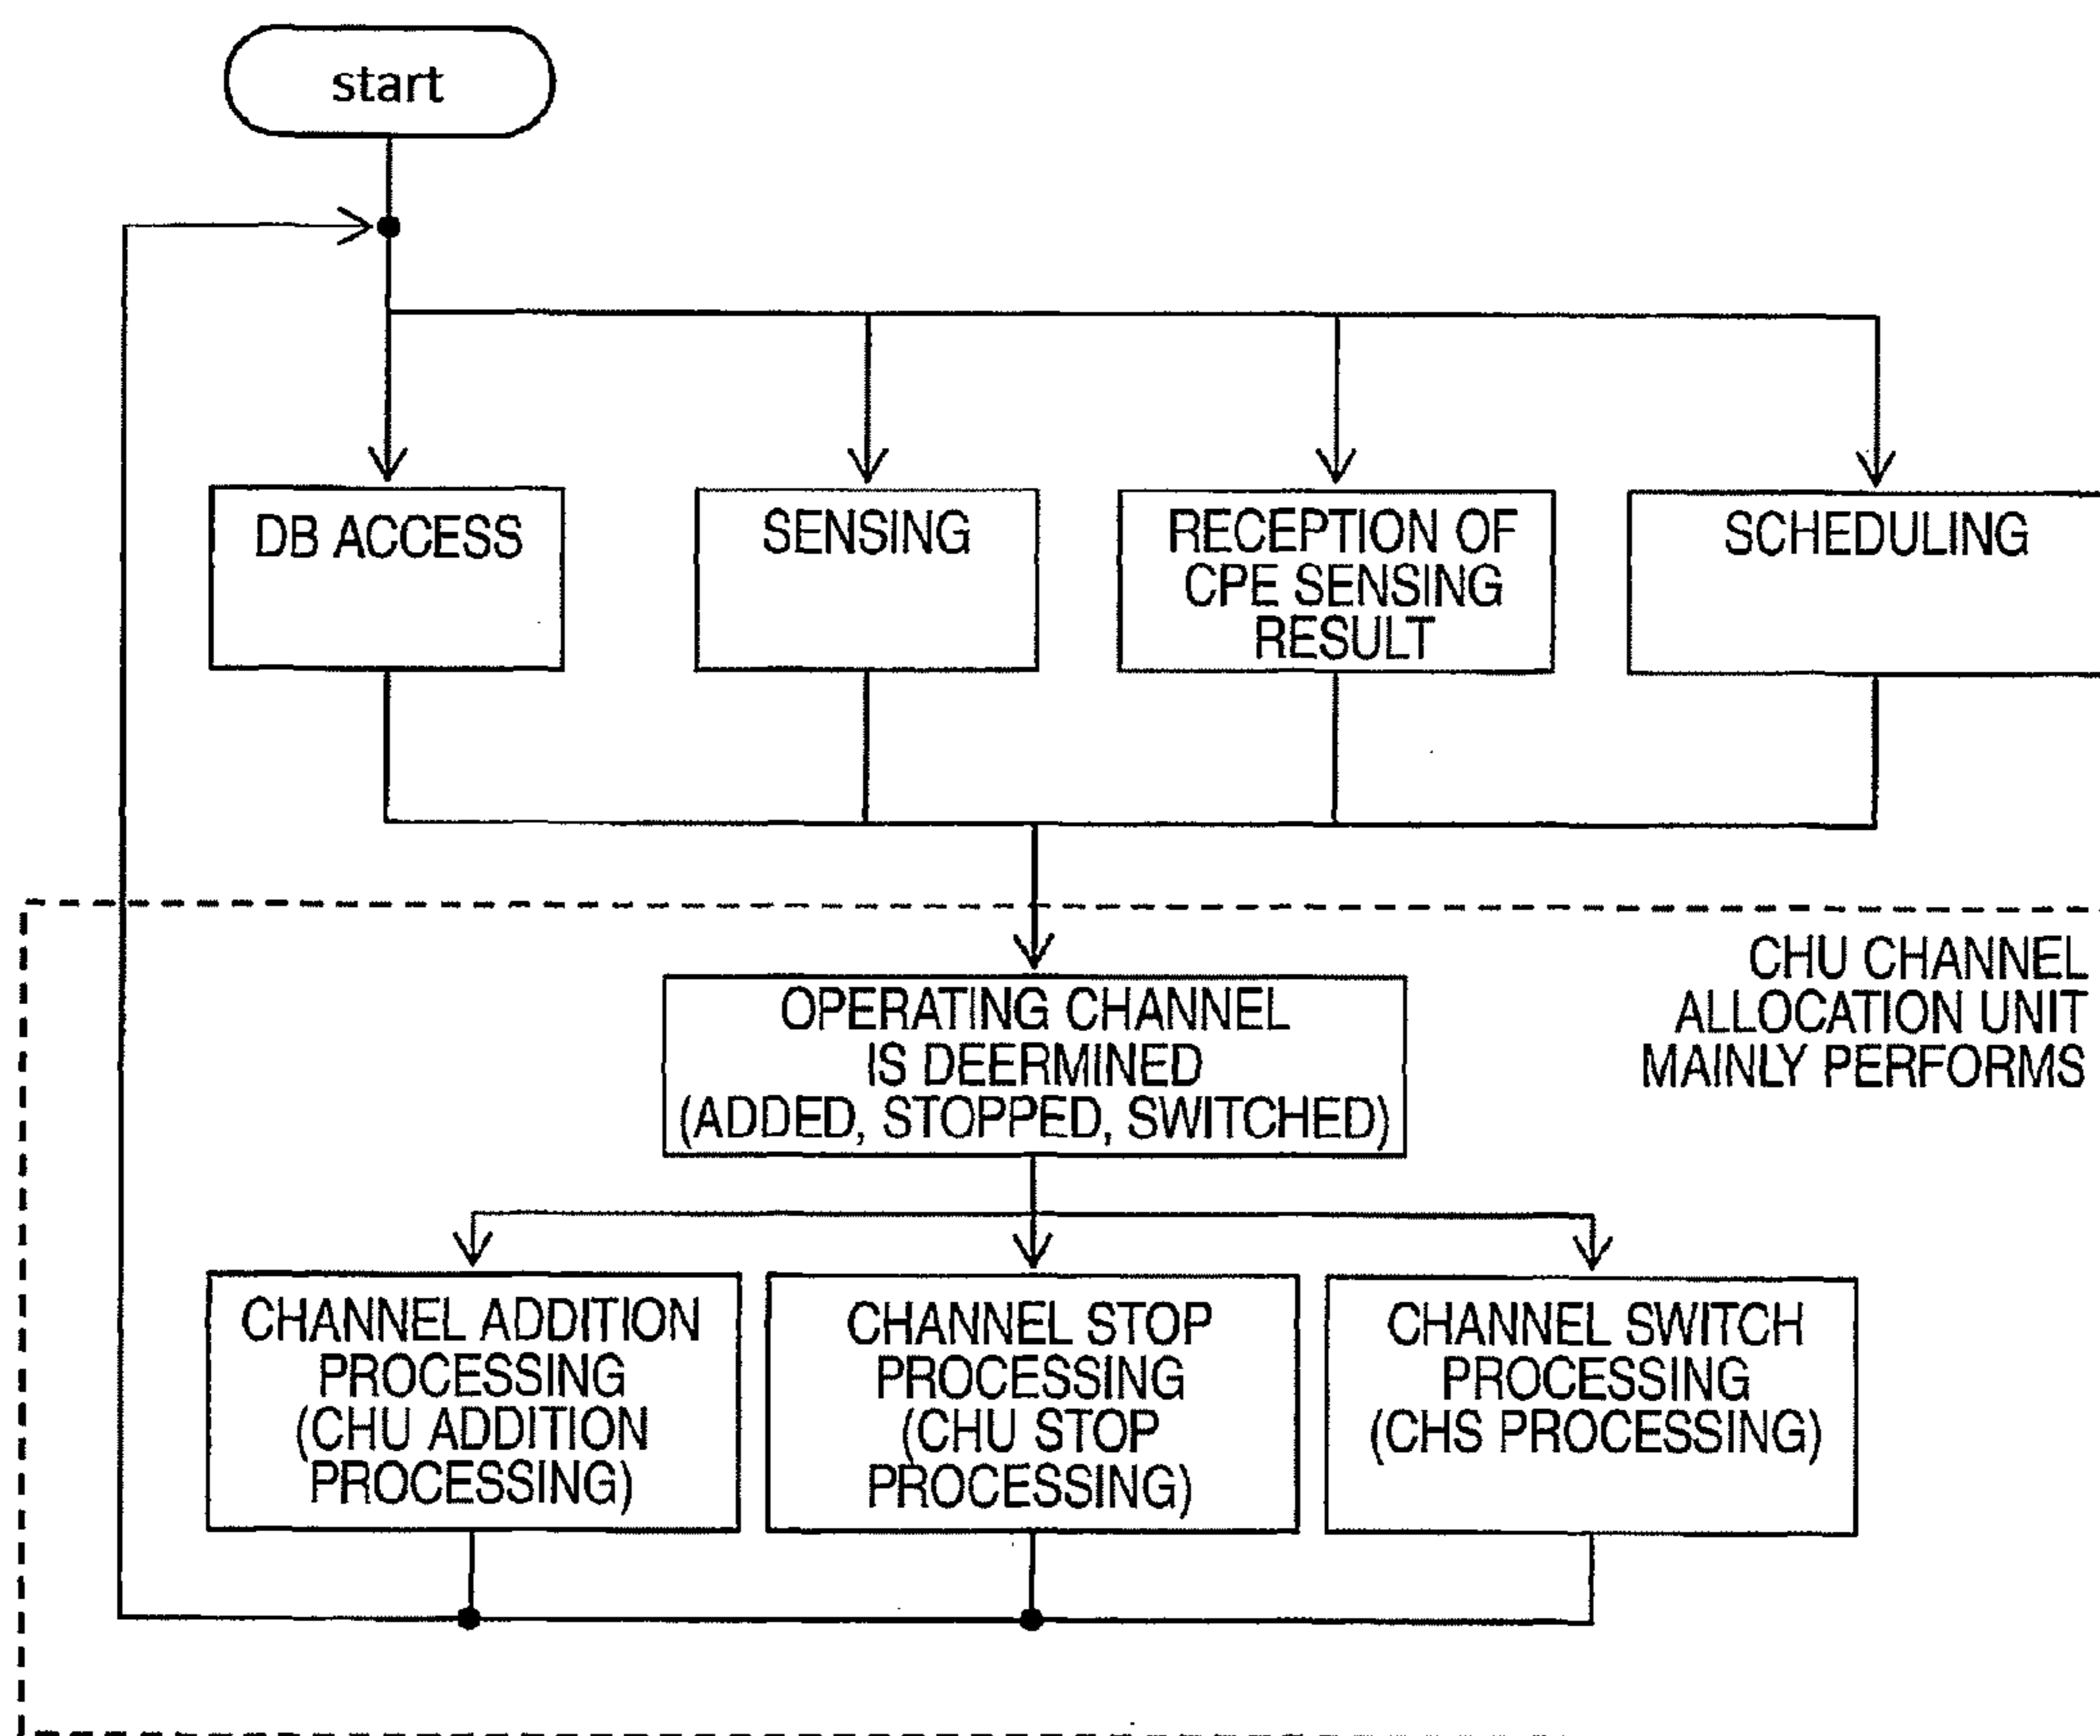 start
DB ACCESS
SENSING
RECEPTION OF
CPE SENSING
RESULT
SCHEDULING
CHU CHANNEL
ALLOCATION UNIT
MAINLY PERFORMS
OPERATING CHANNEL
IS DEERMINED
(ADDED, STOPPED, SWITCHED)
CHANNEL ADDITION
PROCESSING
(CHU ADDITION
PROCESSING)
CHANNEL STOP
PROCESSING
(CHU STOP
PROCESSING)
CHANNEL SWITCH
PROCESSING
(CHS PROCESSING)